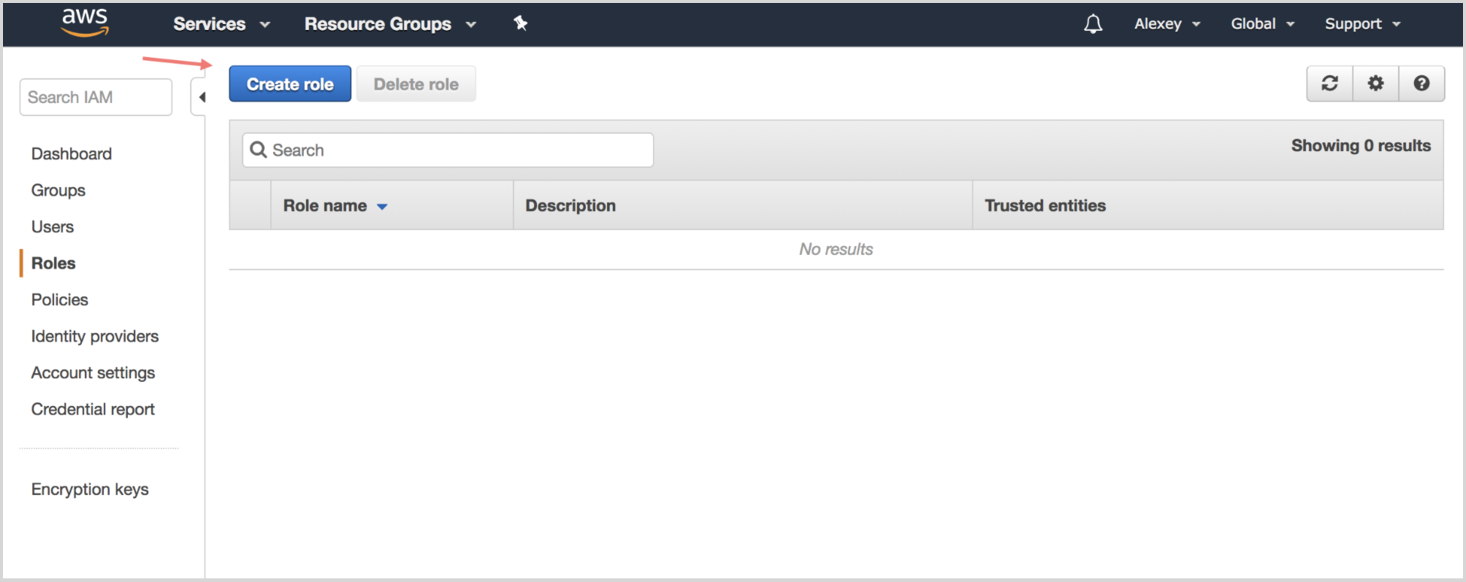 aws Services Resource Groups Alexey Global Support
Search IAM
Create role Delete role
Search
Showing 0 results
Role name Description Trusted entities
No results
Dashboard
Groups
Users
Roles
Policies
Identity providers
Account settings
Credential report
Encryption keys